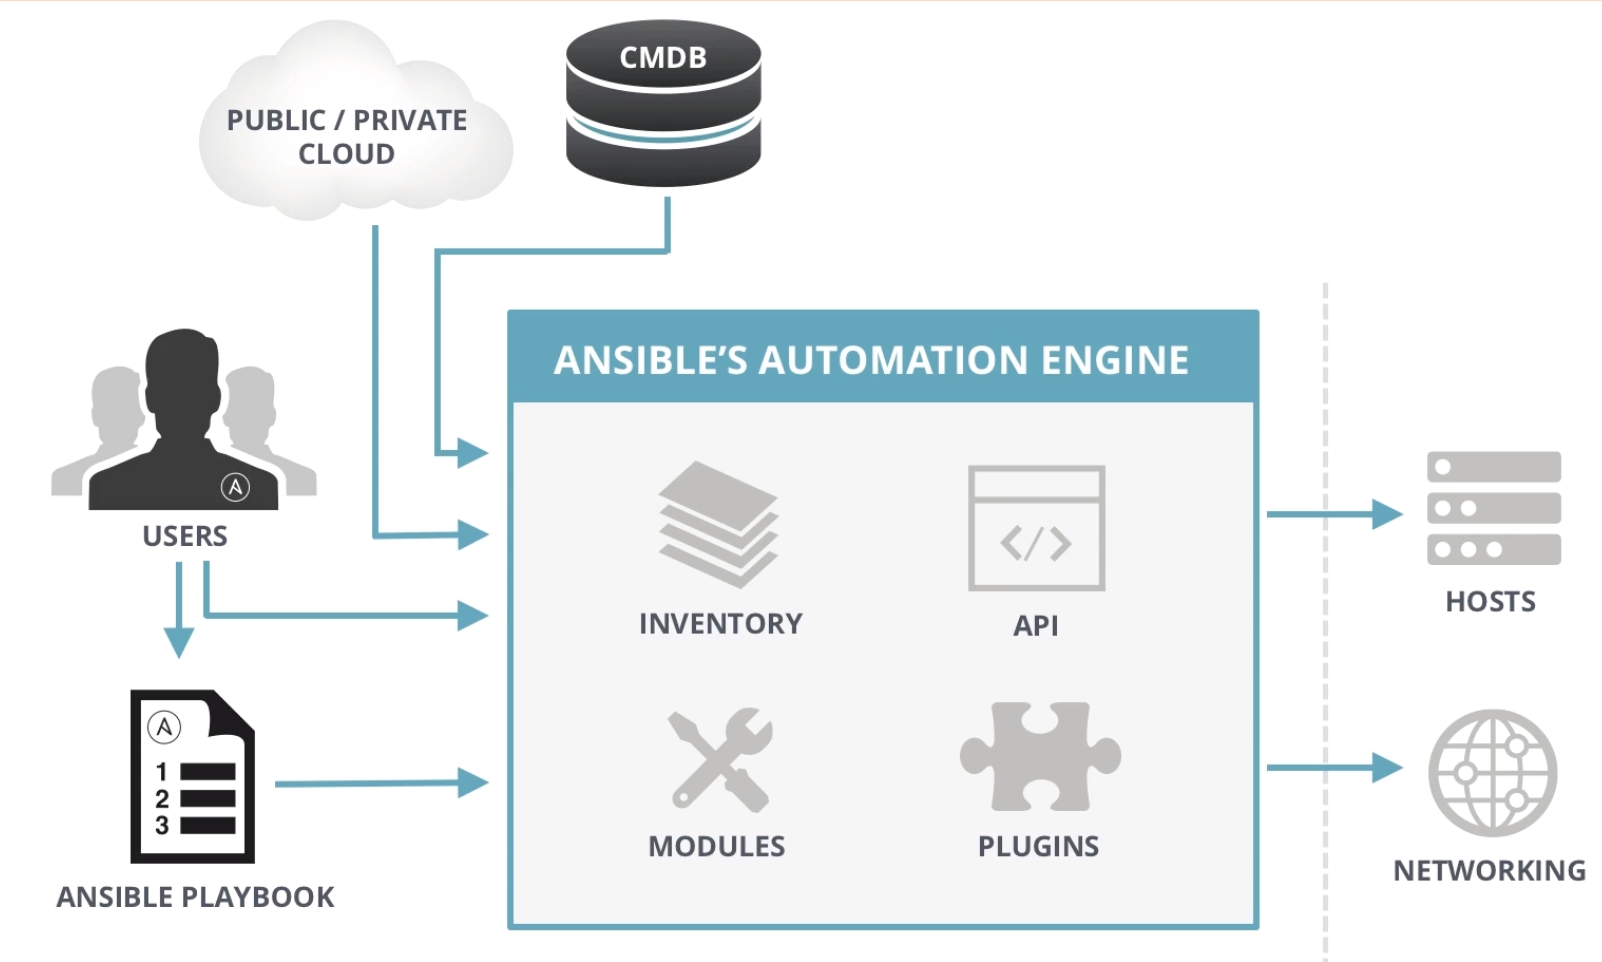 PUBLIC / PRIVATE
CLOUD
CMDB
ANSIBLE’S AUTOMATION ENGINE
USERS
INVENTORY
API
HOSTS
1
2
3
MODULES
PLUGINS
NETWORKING
ANSIBLE PLAYBOOK